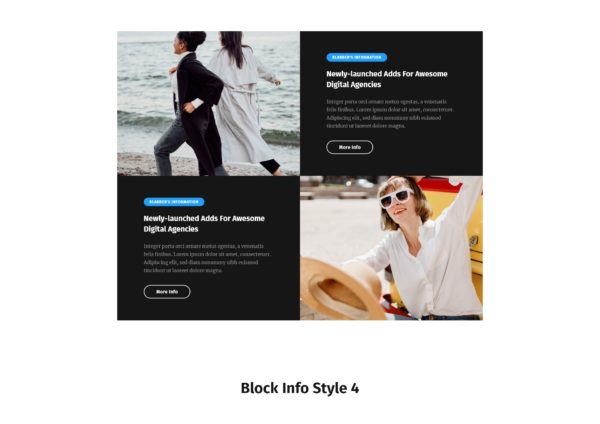 BLABBER'S INFORMATION
Newly-launched Adds For Awesome
Digital Agencies
Integer porta orci ornare metus egestas, a venenatis
felis finibus. Lorem ipsum dolor sit amet, consectetuer.
Adipiscing elit, sed diam nonummy nibh euismod
tincidunt ut laoreet dolore magna.
More Info
BLABBER'S INFORMATION
Newly-launched Adds For Awesome
Digital Agencies
Integer porta orci ornare metus egestas, a venenatis
felis finibus. Lorem ipsum dolor sit amet, consectetuer.
Adipiscing elit, sed diam nonummy nibh euismod
tincidunt ut laoreet dolore magna.
More Info
Block Info Style 4